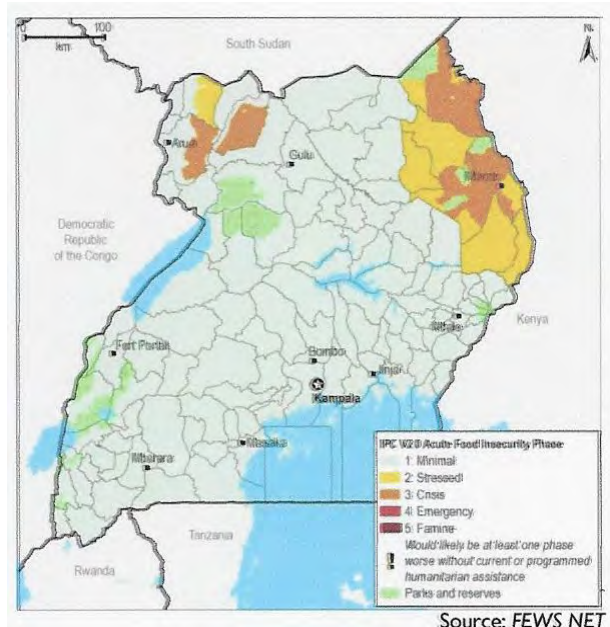 0 100
km
South Sudan
N
Arua
Gulu
Moroto
Democratic
Republic
of the Congo
Mbale
Kenya
Fort Portal
Bombo
Jinja
Kampala
Masaka
Mbarara
Tanzania
Rwanda
IPC V2.0 Acute Food Insecurity Phase
1: Minimal
2: Stressed
3: Crisis
4: Emergency
5: Famine
Would likely be at least one phase
worse without current or programmed
humanitarian assistance
Parks and reserves
Source: FEWS NET